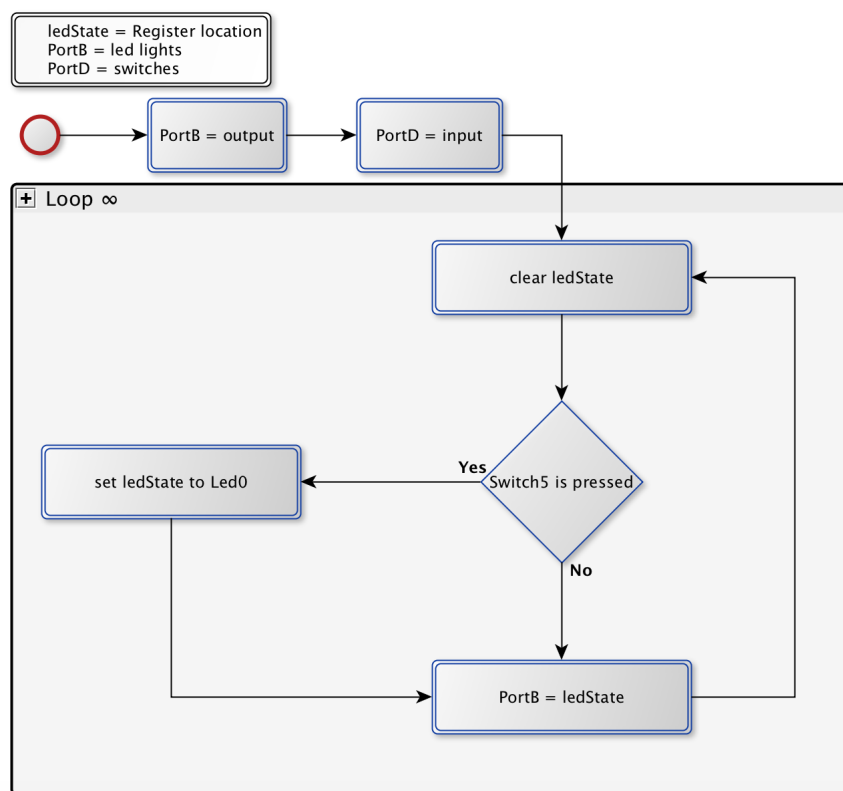 ledState = Register location
PortB = led lights
PortD = switches
PortB = output
PortD = input
+ Loop ∞
clear ledState
Yes
Switch5 is pressed
set ledState to Led0
No
PortB = ledState